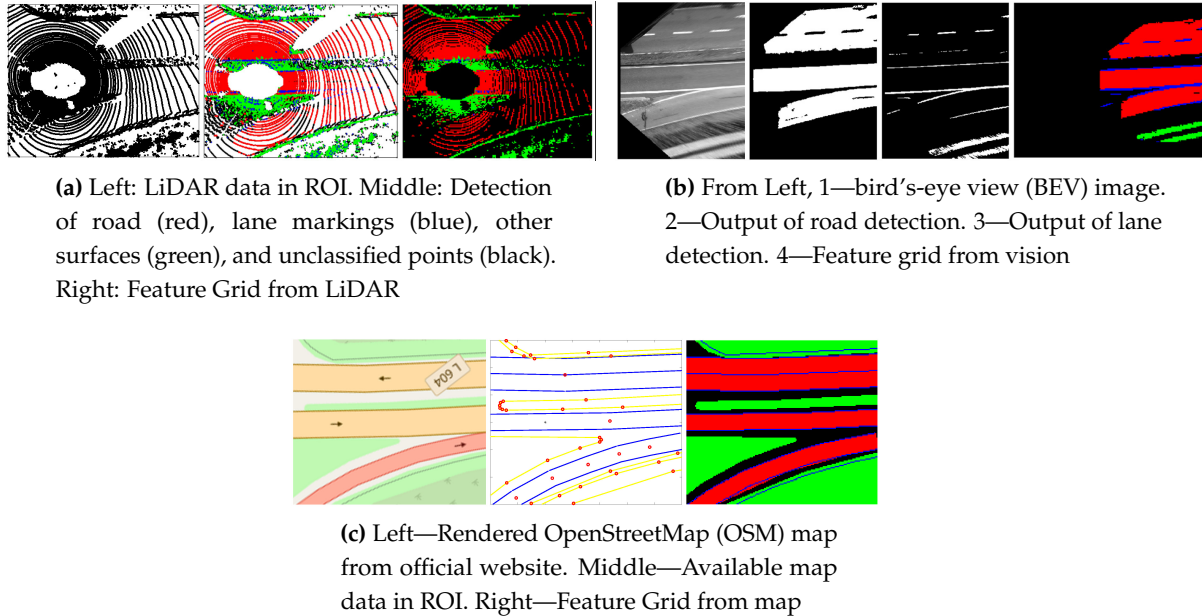 (a) Left: LiDAR data in ROI. Middle: Detection
of road (red), lane markings (blue), other
surfaces (green), and unclassified points (black).
Right: Feature Grid from LiDAR
(b) From Left, 1—bird's-eye view (BEV) image.
2—Output of road detection. 3—Output of lane
detection. 4—Feature grid from vision
L 604
(c) Left—Rendered OpenStreetMap (OSM) map
from official website. Middle—Available map
data in ROI. Right—Feature Grid from map